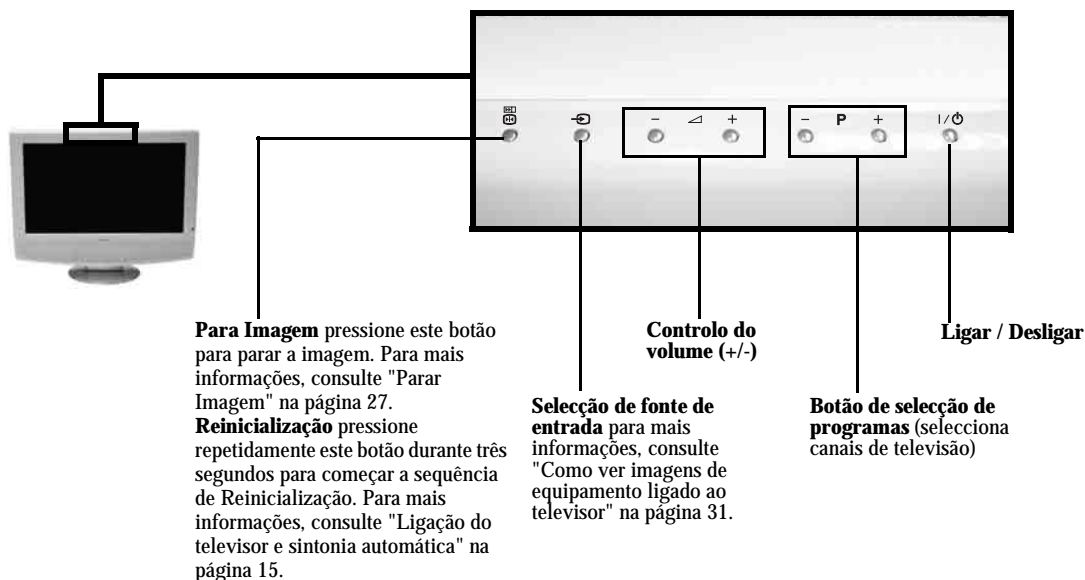 - + - P + I/
Para Imagem pressione este botão
para parar a imagem. Para mais
informações, consulte "Parar
Imagem" na página 27.
Reinicialização pressione
repetidamente este botão durante três
segundos para começar a sequência
de Reinicialização. Para mais
informações, consulte "Ligação do
televisor e sintonia automática" na
página 15.
Selecção de fonte de
entrada para mais
informações, consulte
"Como ver imagens de
equipamento ligado ao
televisor" na página 31.
Controlo do
volume (+/-)
Botão de selecção de
programas (selecciona
canais de televisão)
Ligar / Desligar